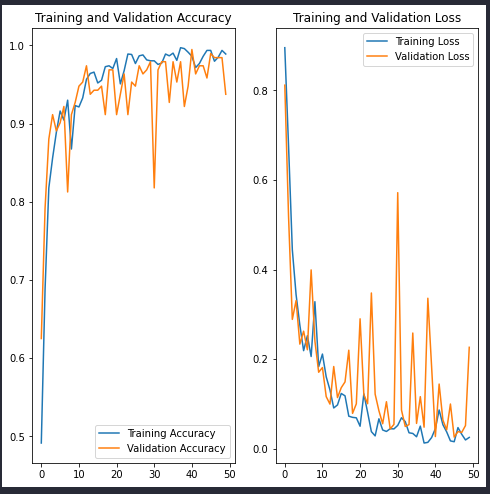 Training and Validation Accuracy
1.0
0.9
0.8
0.7
0.6
0.5
Training Accuracy
Validation Accuracy
0 10 20 30 40 50
Training and Validation Loss
Training Loss
Validation Loss
0.8
0.6
0.4
0.2
0.0
0 10 20 30 40 50